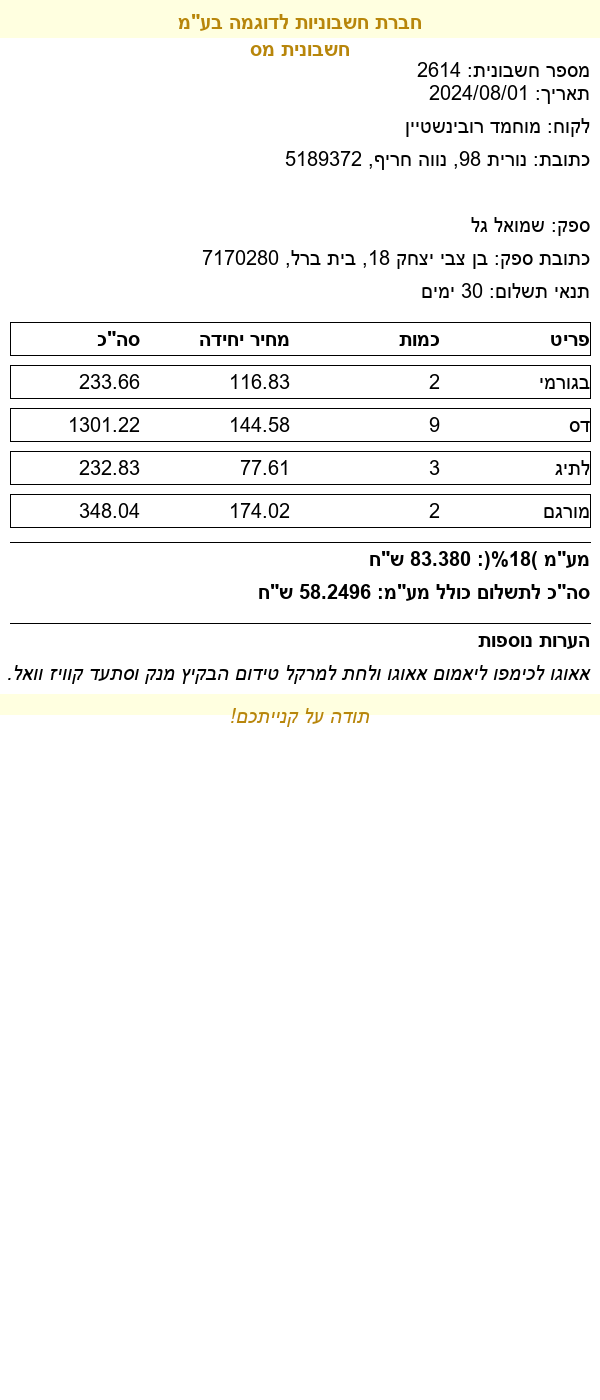 חברת חשבוניות לדוגמה בע"מ
חשבונית מס
מספר חשבונית: 2614
תאריך: 2024/08/01
לקוח: מוחמד רובינשטיין
כתובת: נורית 98, נווה חריף, 5189372
ספק: שמואל גל
כתובת ספק: בן צבי יצחק 18, בית ברל, 7170280
תנאי תשלום: 30 ימים
פריט כמות מחיר יחידה סה"כ
בגורמי 2 116.83 233.66
דס 9 144.58 1301.22
לתיג 3 77.61 232.83
מורגם 2 174.02 348.04
מע"מ )18%(: 83.380 ש"ח
סה"כ לתשלום כולל מע"מ: 58.2496 ש"ח
הערות נוספות
אאוגו לכימפו ליאמום אאוגו ולחת למרקל טידום הבקיץ מנק וסתעד קוויז וואל.
תודה על קנייתכם!